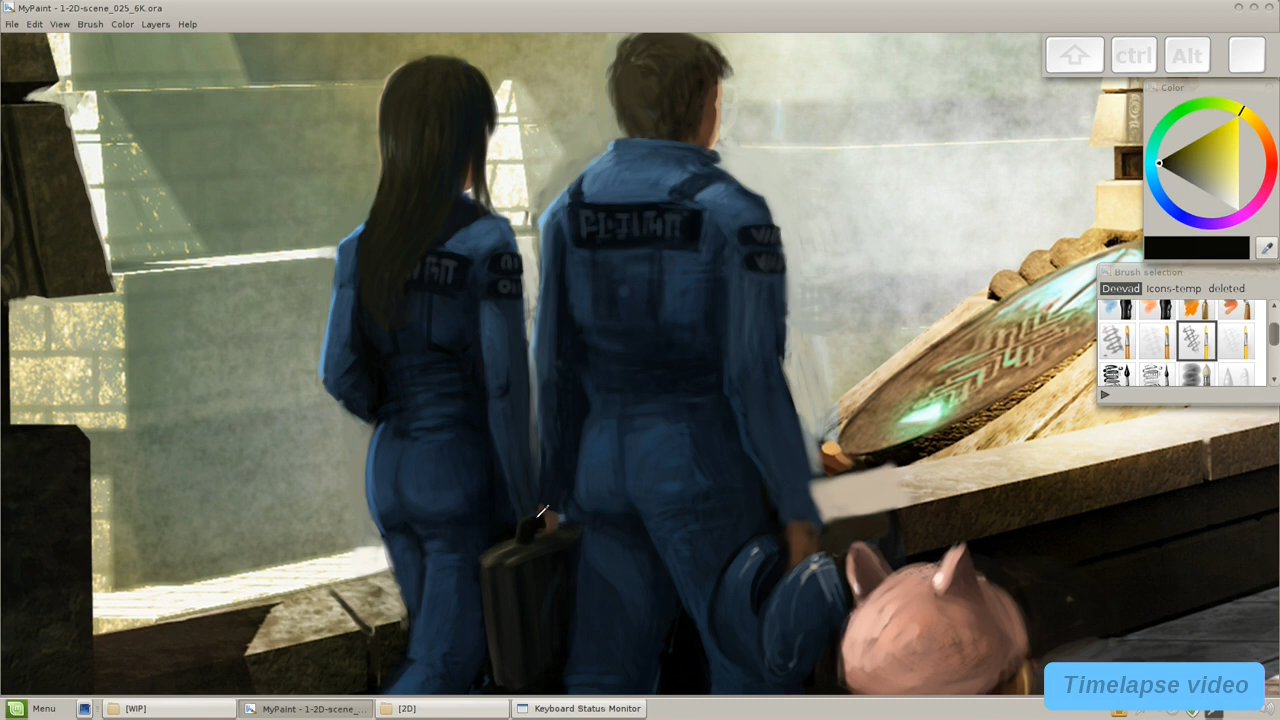 MyPaint - 1-2D-scene_025_6K.ora
File Edit View Brush Color Layers Help
ctrl Alt
Color
Brush selection
Deevad Icons-temp deleted
Timelapse video
Menu [WIP] MyPaint - 1-2D-scene_... [2D] Keyboard Status Monitor